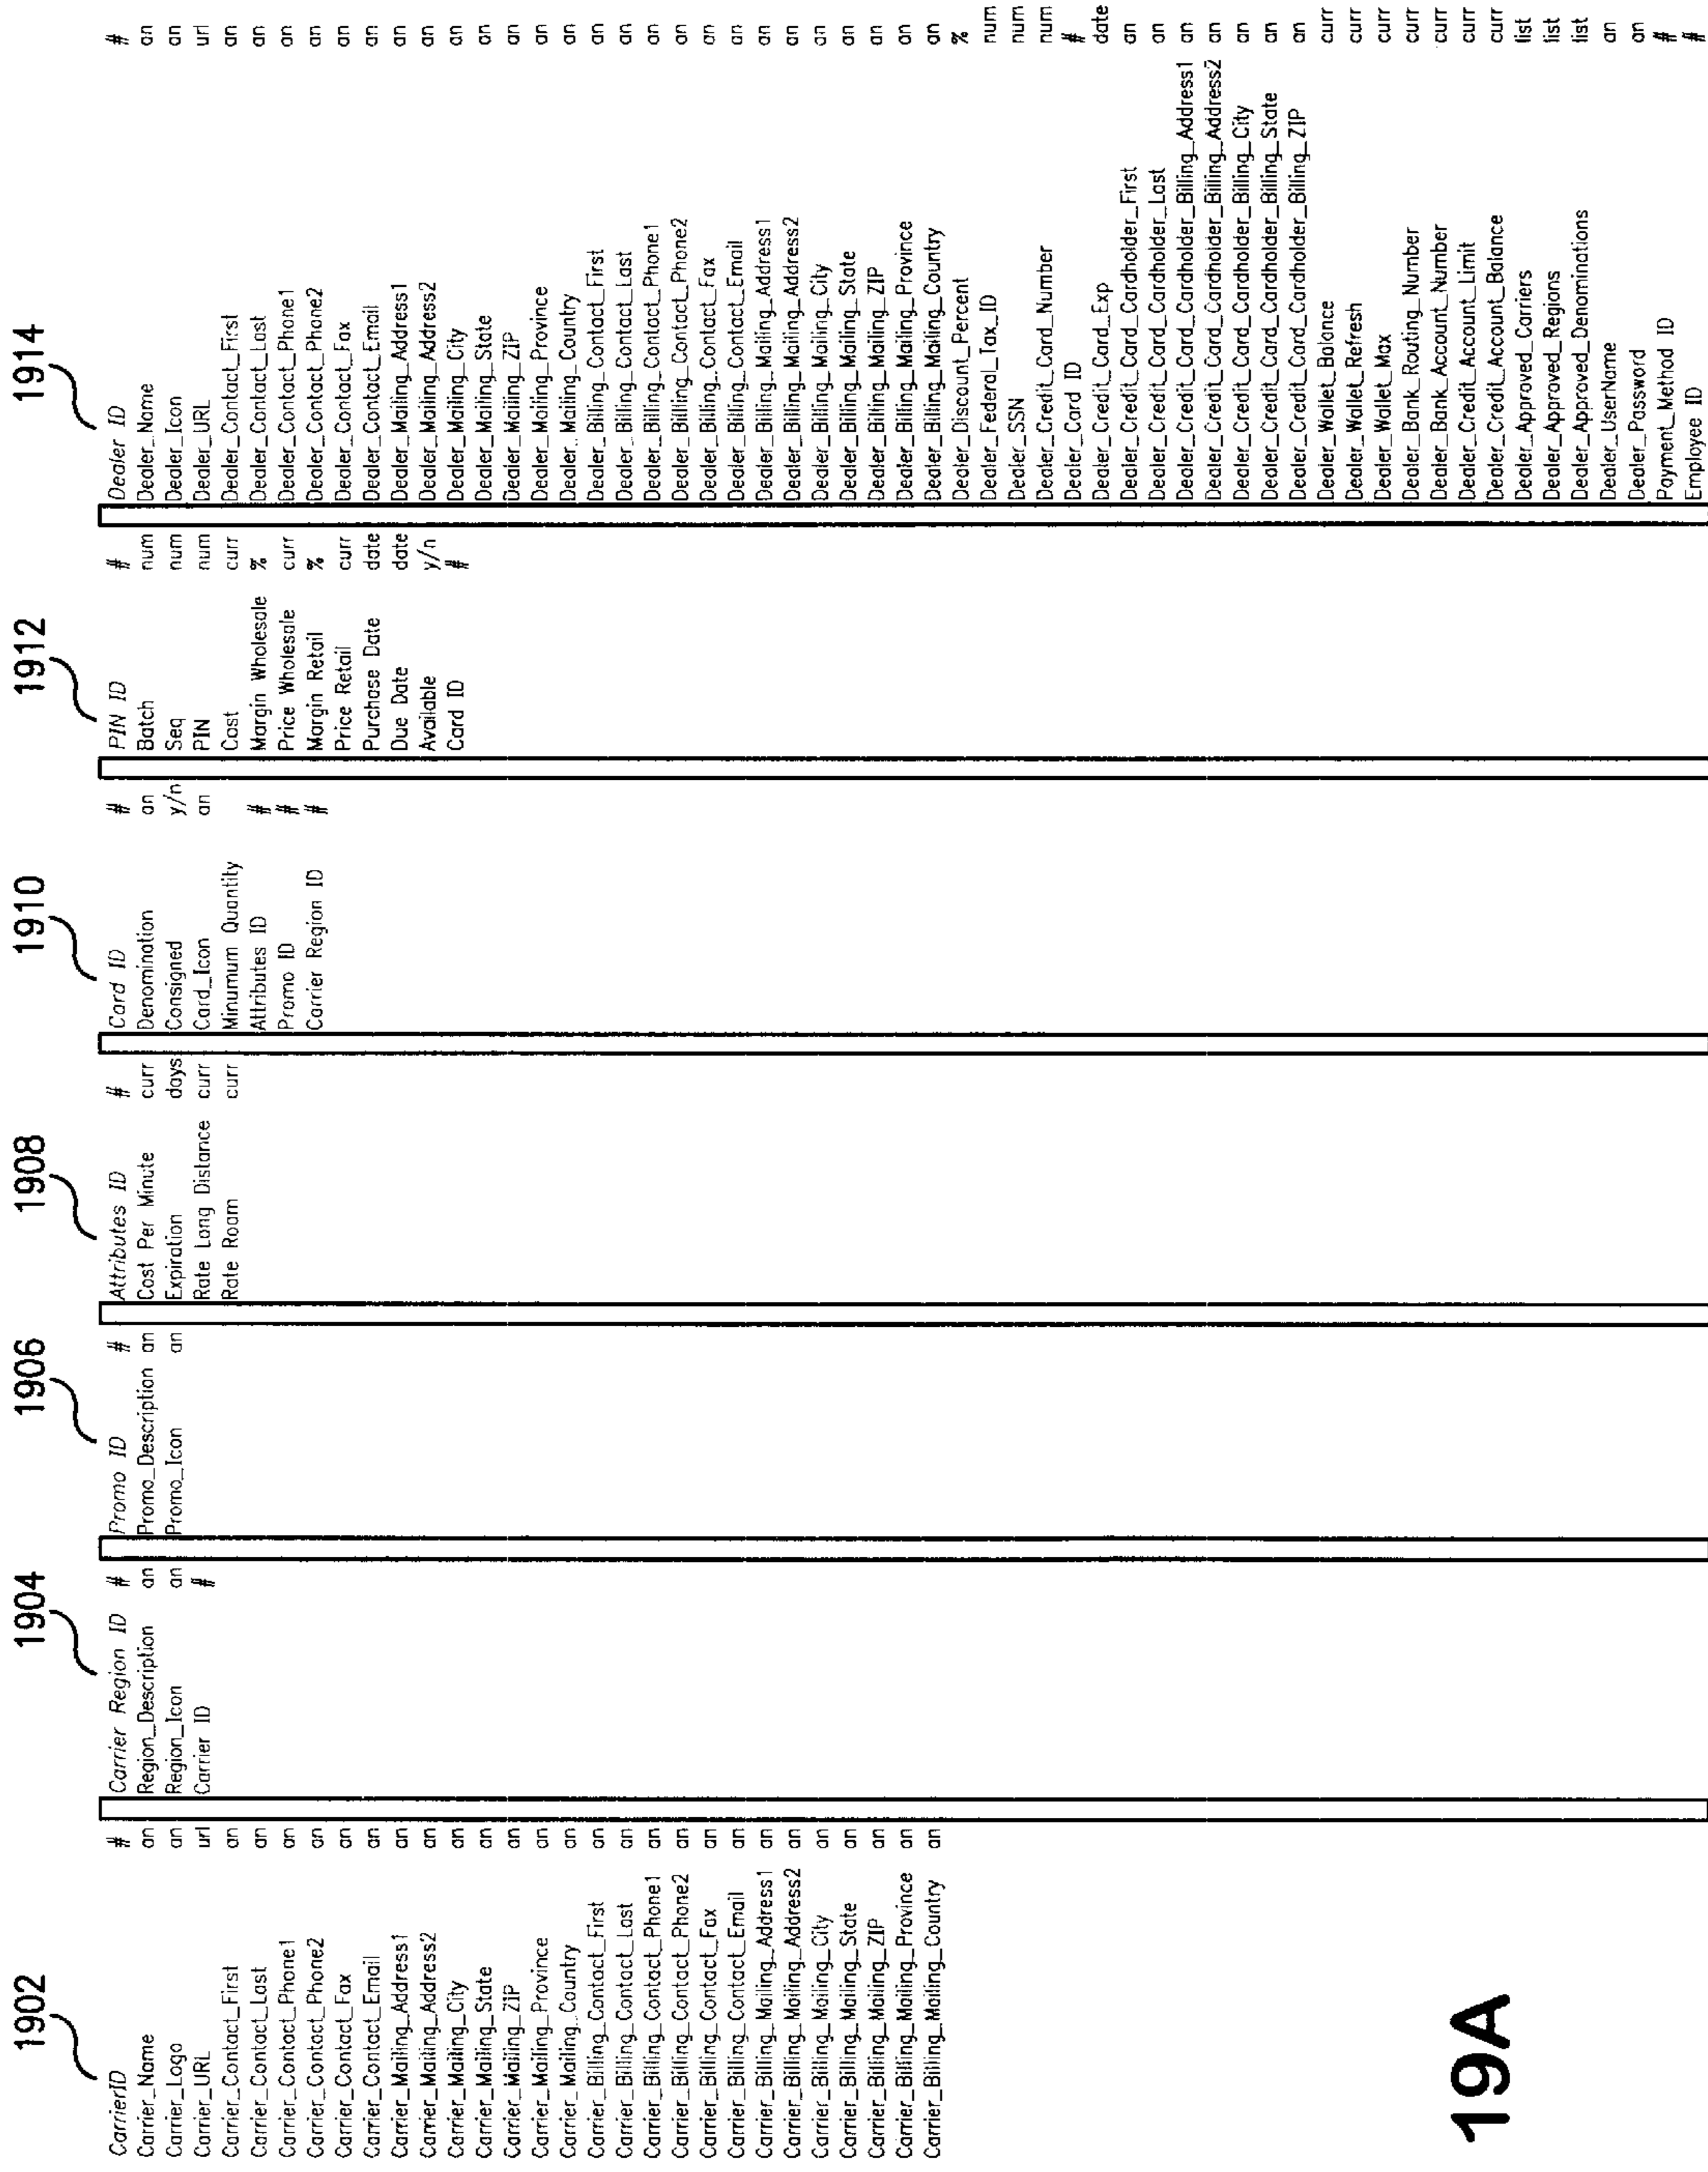 1902
CarrierID #
Carrier_Name an
Carrier_Logo an
Carrier_URL url
Carrier_Contact_First an
Carrier_Contact_Last an
Carrier_Contact_Phone1 an
Carrier_Contact_Phone2 an
Carrier_Contact_Fax an
Carrier_Contact_Email an
Carrier_Mailing_Address1 an
Carrier_Mailing_Address2 an
Carrier_Mailing_City an
Carrier_Mailing_State an
Carrier_Mailing_ZIP an
Carrier_Mailing_Province an
Carrier_Mailing_Country an
Carrier_Billing_Contact_First an
Carrier_Billing_Contact_Last an
Carrier_Billing_Contact_Phone1 an
Carrier_Billing_Contact_Phone2 an
Carrier_Billing_Contact_Fax an
Carrier_Billing_Contact_Email an
Carrier_Billing_Mailing_Address1 an
Carrier_Billing_Mailing_Address2 an
Carrier_Billing_Mailing_City an
Carrier_Billing_Mailing_State an
Carrier_Billing_Mailing_ZIP an
Carrier_Billing_Mailing_Province an
Carrier_Billing_Mailing_Country an
1904
Carrier Region ID #
Region_Description an
Region_Icon an
Carrier ID #
1906
Promo ID #
Promo_Description an
Promo_Icon an
1908
Attributes ID #
Cost Per Minute curr
Expiration days
Rate Long Distance curr
Rate Roam curr
1910
Card ID #
Denomination an
Consigned y/n
Card_Icon an
Minumum Quantity
Attributes ID #
Promo ID #
Carrier Region ID #
1912
PIN ID #
Batch num
Seq num
PIN num
Cost curr
Margin Wholesale %
Price Wholesale curr
Margin Retail %
Price Retail curr
Purchase Date date
Due Date date
Available y/n
Card ID #
1914
Dealer ID #
Dealer_Name an
Dealer_Icon an
Dealer_URL url
Dealer_Contact_First an
Dealer_Contact_Last an
Dealer_Contact_Phone1 an
Dealer_Contact_Phone2 an
Dealer_Contact_Fax an
Dealer_Contact_Email an
Dealer_Mailing_Address1 an
Dealer_Mailing_Address2 an
Dealer_Mailing_City an
Dealer_Mailing_State an
Dealer_Mailing_ZIP an
Dealer_Mailing_Province an
Dealer_Mailing_Country an
Dealer_Billing_Contact_First an
Dealer_Billing_Contact_Last an
Dealer_Billing_Contact_Phone1 an
Dealer_Billing_Contact_Phone2 an
Dealer_Billing_Contact_Fax an
Dealer_Billing_Contact_Email an
Dealer_Billing_Mailing_Address1 an
Dealer_Billing_Mailing_Address2 an
Dealer_Billing_Mailing_City an
Dealer_Billing_Mailing_State an
Dealer_Billing_Mailing_ZIP an
Dealer_Billing_Mailing_Province an
Dealer_Billing_Mailing_Country an
Dealer_Discount_Percent %
Dealer_Federal_Tax_ID num
Dealer_SSN num
Dealer_Credit_Card_Number num
Dealer_Card ID #
Dealer_Credit_Card_Exp date
Dealer_Credit_Card_Cardholder_First an
Dealer_Credit_Card_Cardholder_Last an
Dealer_Credit_Card_Cardholder_Billing_Address1 an
Dealer_Credit_Card_Cardholder_Billing_Address2 an
Dealer_Credit_Card_Cardholder_Billing_City an
Dealer_Credit_Card_Cardholder_Billing_State an
Dealer_Credit_Card_Cardholder_Billing_ZIP an
Dealer_Wallet_Balance curr
Dealer_Wallet_Refresh curr
Dealer_Wallet_Max curr
Dealer_Bank_Routing_Number curr
Dealer_Bank_Account_Number curr
Dealer_Credit_Account_Limit curr
Dealer_Credit_Account_Balance curr
Dealer_Approved_Carriers list
Dealer_Approved_Regions list
Dealer_Approved_Denominations list
Dealer_UserName an
Dealer_Password an
Payment_Method ID #
Employee ID #
19A